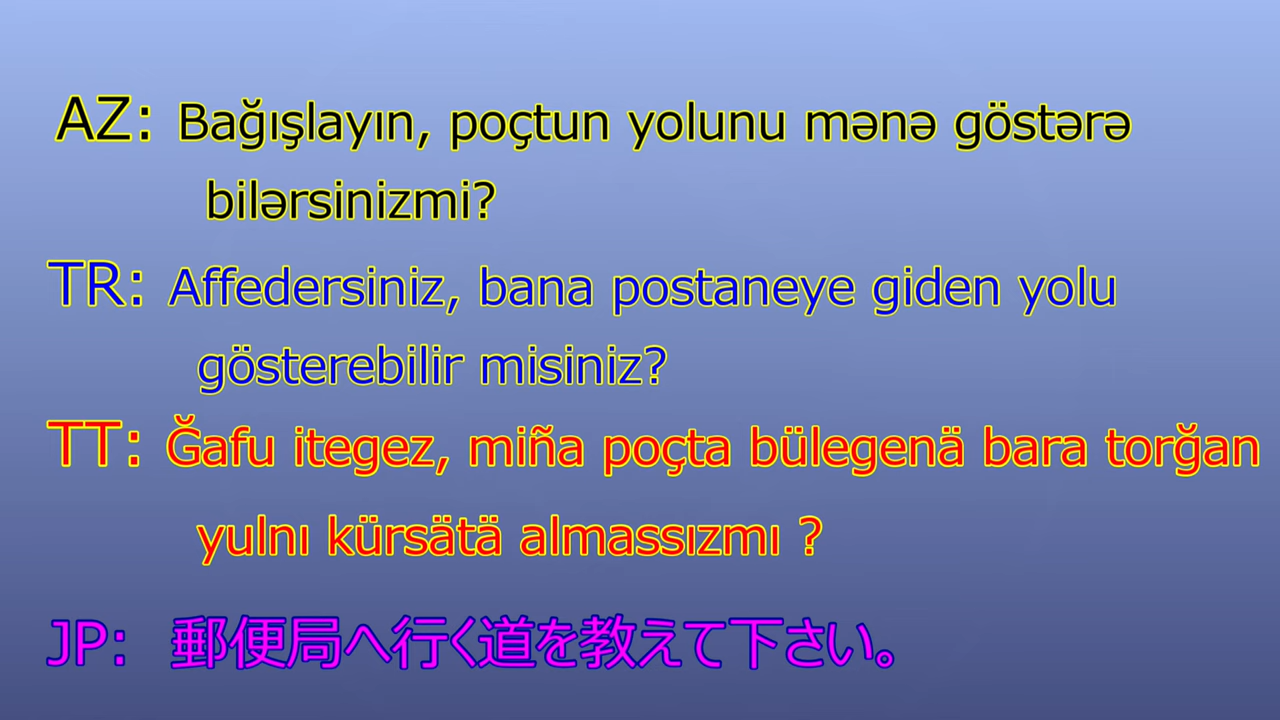 AZ: Bağışlayın, poçtun yolunu mənə göstərə
bilərsinizmi?
TR: Affedersiniz, bana postaneye giden yolu
gösterebilir misiniz?
TT: Ğafu itegez, miña poçta bülegenä bara torğan
yulnı kürsätä almassızmı ?
JP: 郵便局へ行く道を教えて下さい。